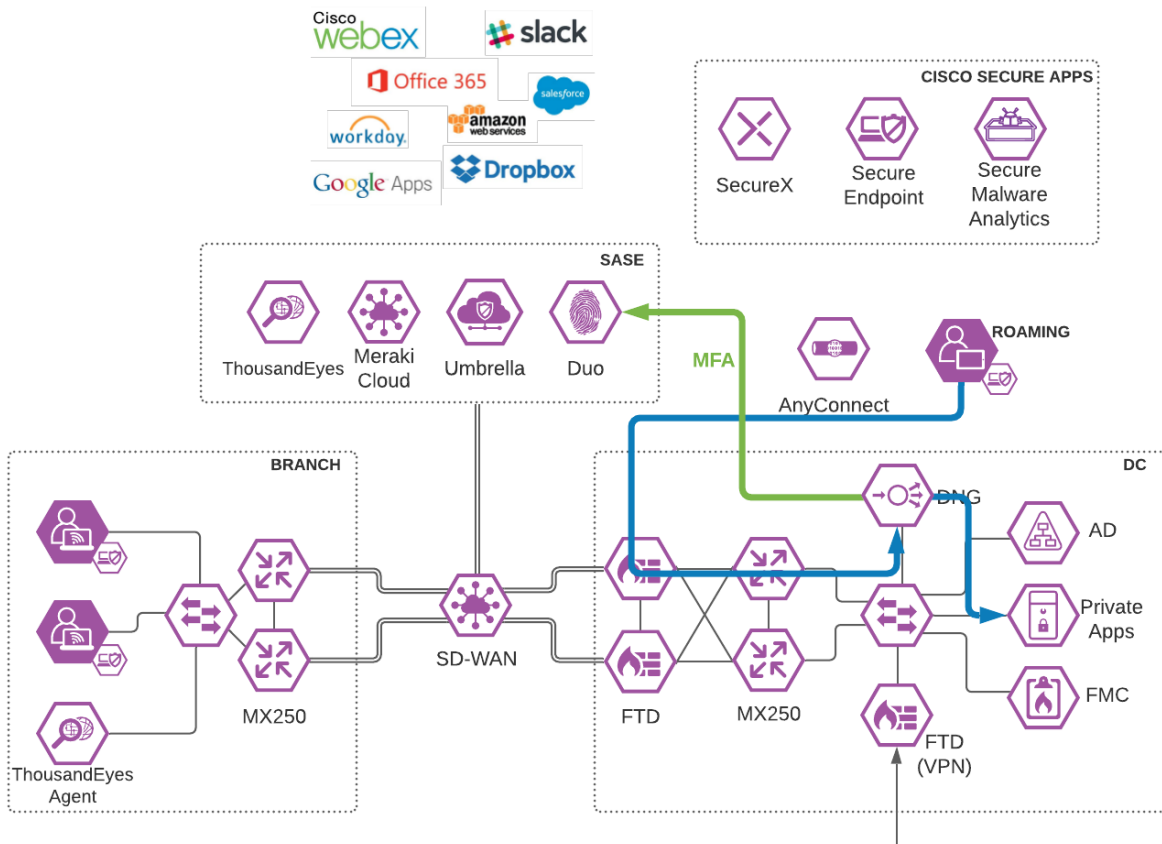 Cisco
webex
slack
Office 365
salesforce
workday.
amazon
web services
Google Apps
Dropbox
CISCO SECURE APPS
SecureX
Secure
Endpoint
Secure
Malware
Analytics
SASE
ThousandEyes
Meraki
Cloud
Umbrella
Duo
MFA
AnyConnect
ROAMING
BRANCH
MX250
ThousandEyes
Agent
SD-WAN
DC
DNG
FTD
MX250
FTD
(VPN)
AD
Private
Apps
FMC